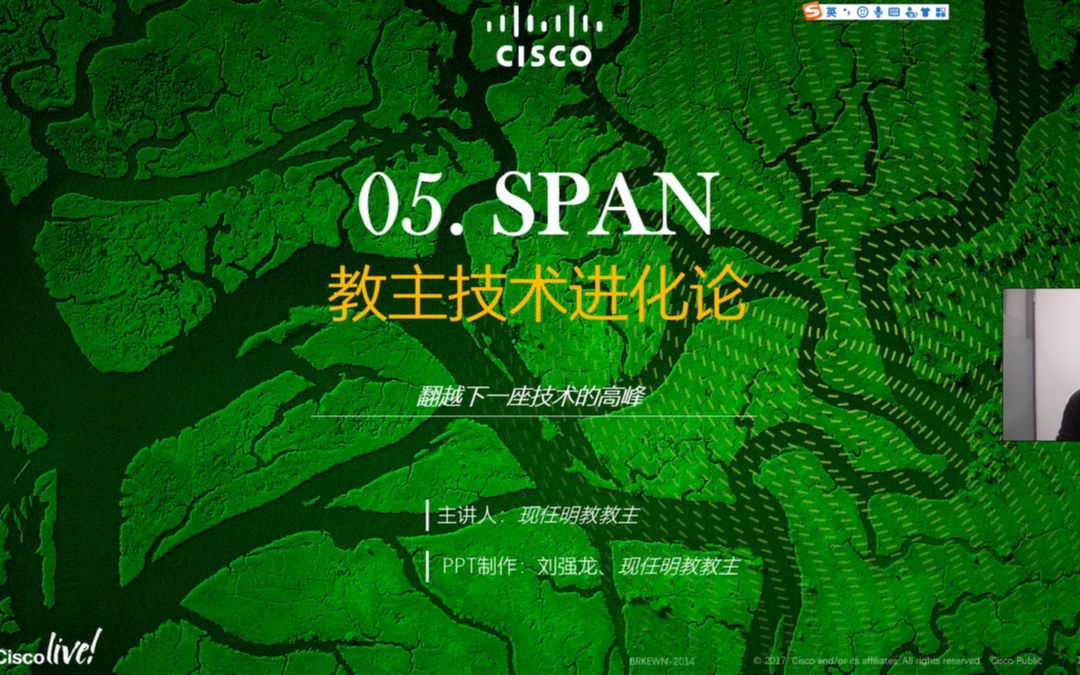 英
CISCO
05. SPAN
教主技术进化论
翻越下一座技术的高峰
主讲人：现任明教教主
PPT制作：刘强龙、现任明教教主
Cisco live!
BRKEWN-2014
© 2017 Cisco and/or its affiliates. All rights reserved. Cisco Public